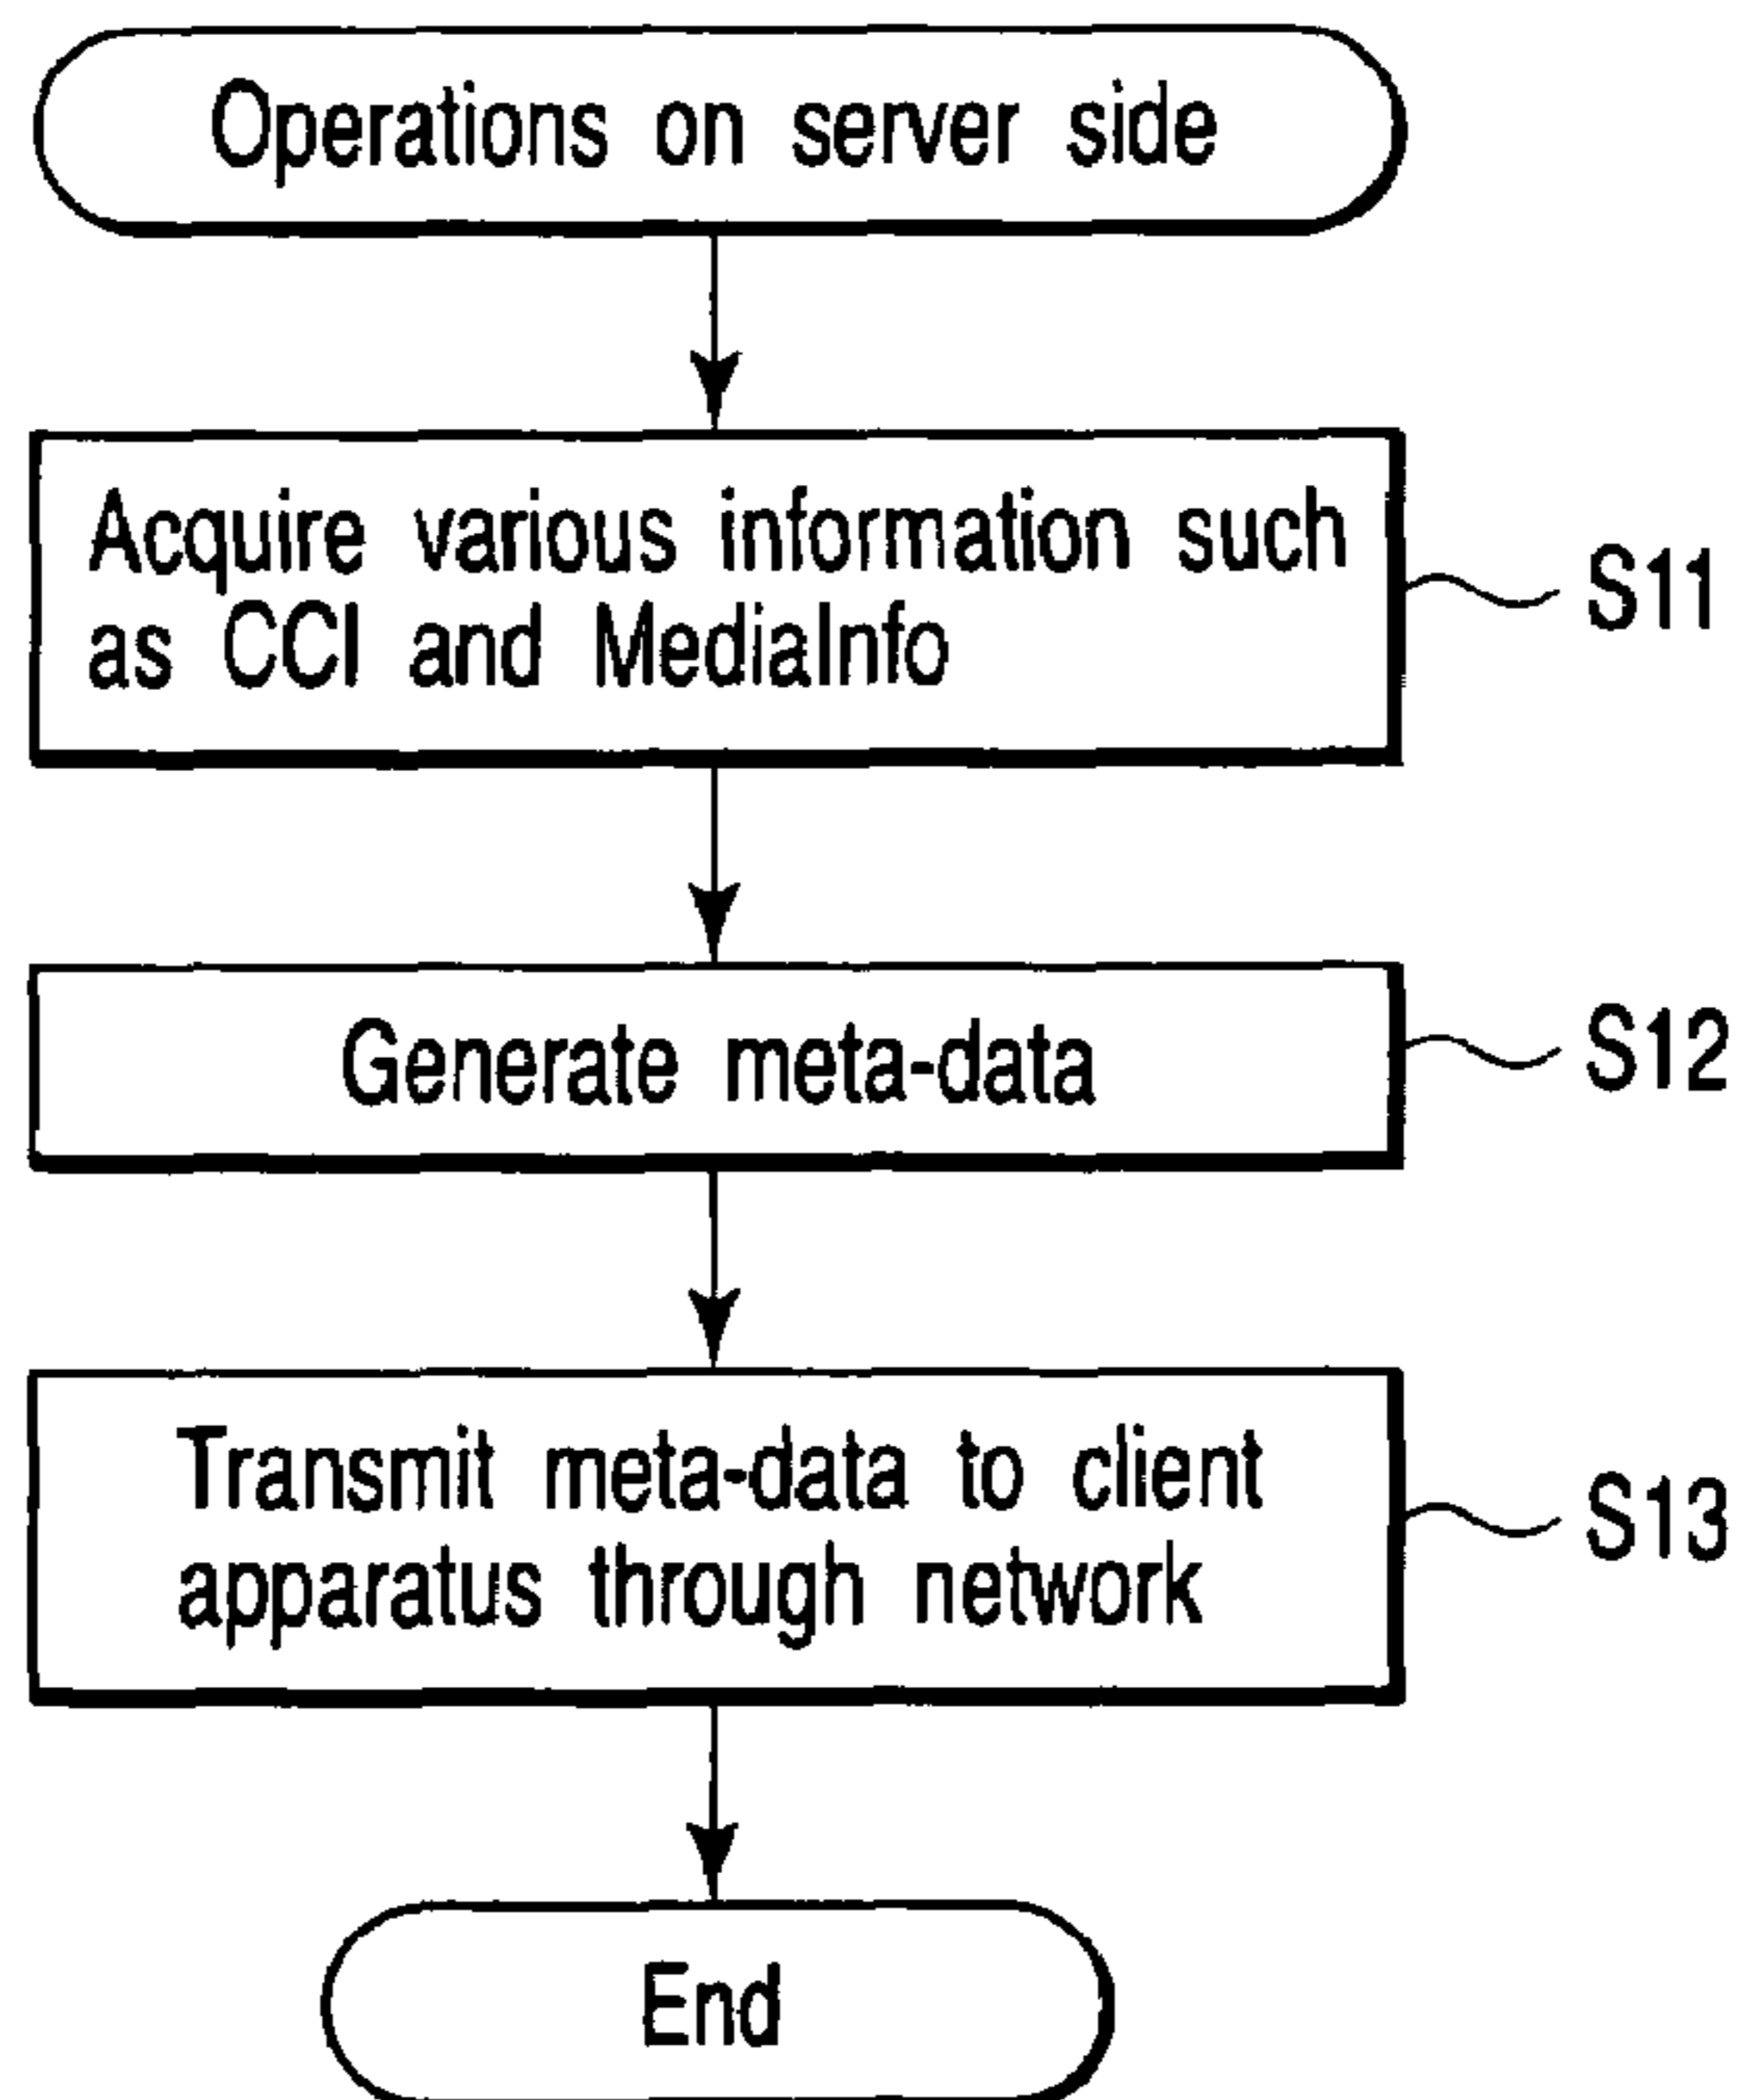 Operations on server side
Acquire various information such
as CCI and MediaInfo
S11
Generate meta-data
S12
Transmit meta-data to client
apparatus through network
S13
End